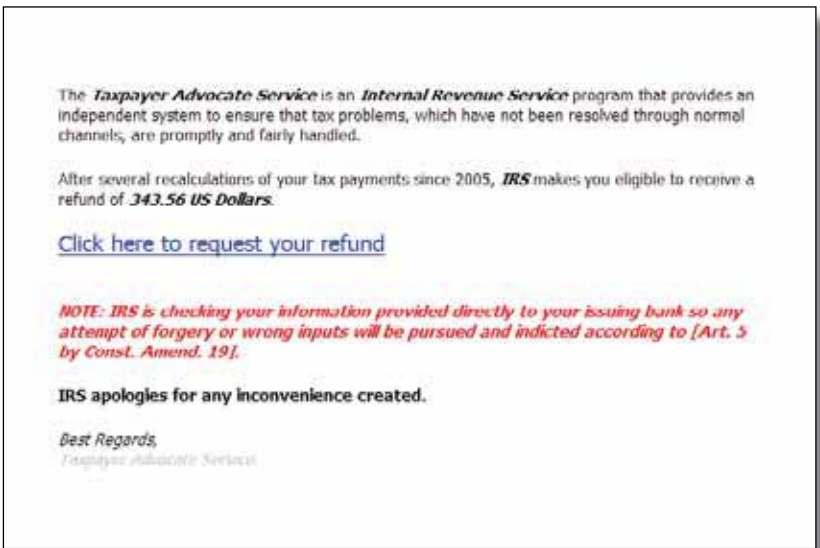 The Taxpayer Advocate Service is an Internal Revenue Service program that provides an
independent system to ensure that tax problems, which have not been resolved through normal
channels, are promptly and fairly handled.
After several recalculations of your tax payments since 2005, IRS makes you eligible to receive a
refund of 343.56 US Dollars.
Click here to request your refund
NOTE: IRS is checking your information provided directly to your issuing bank so any
attempt of forgery or wrong inputs will be pursued and indicted according to [Art. 5
by Const. Amend. 19].
IRS apologies for any inconvenience created.
Best Regards,
Taxpayer Advocate Service